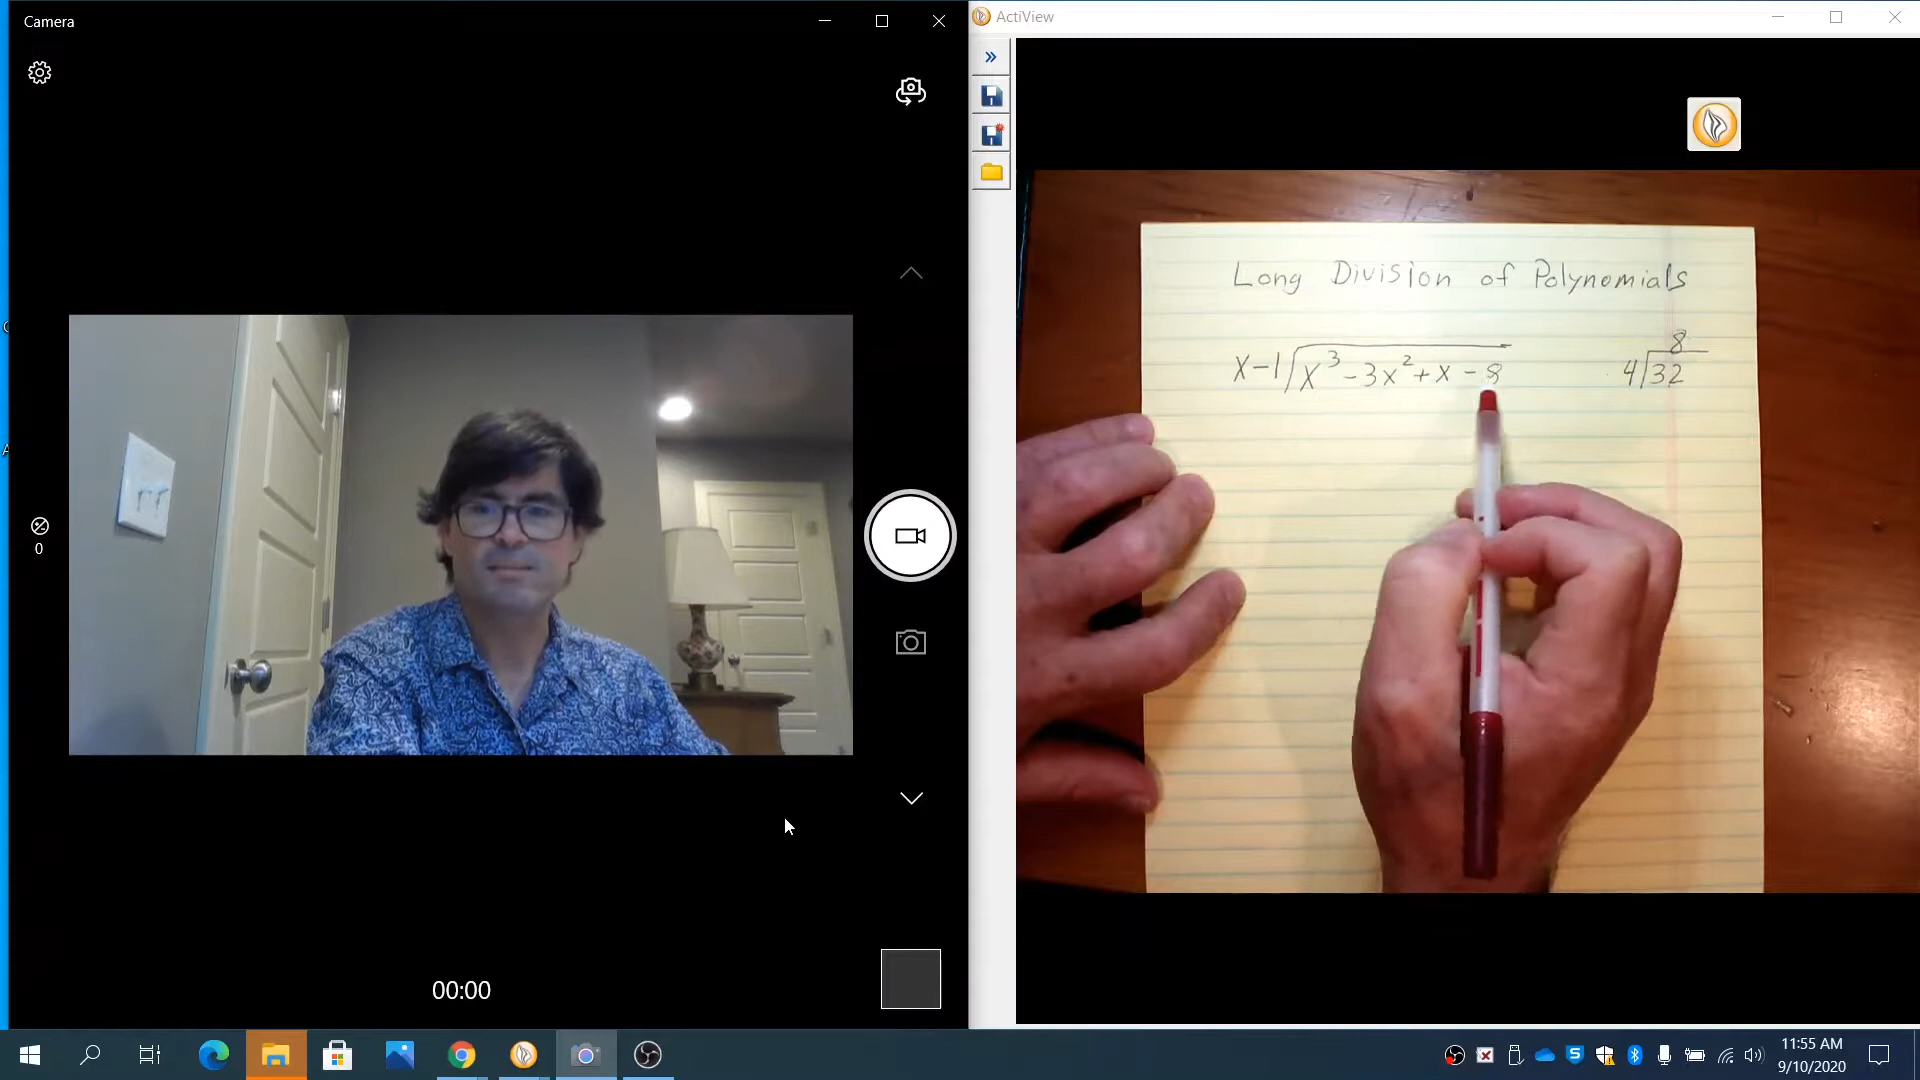 Camera
ActiView
Long Division of Polynomials
x-1 x³-3x²+x-8
8
4 32
0
00:00
11:55 AM
9/10/2020